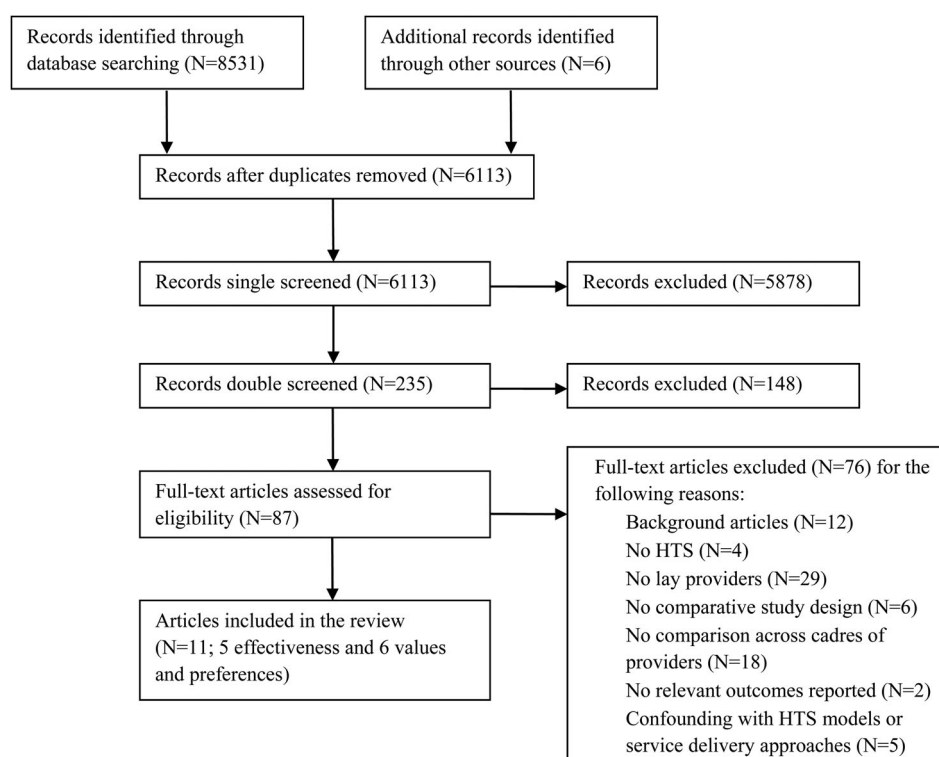 Records identified through
database searching (N=8531)
Additional records identified
through other sources (N=6)
Records after duplicates removed (N=6113)
Records single screened (N=6113)
Records excluded (N=5878)
Records double screened (N=235)
Records excluded (N=148)
Full-text articles assessed for
eligibility (N=87)
Full-text articles excluded (N=76) for the
following reasons:
Background articles (N=12)
No HTS (N=4)
No lay providers (N=29)
No comparative study design (N=6)
No comparison across cadres of
providers (N=18)
No relevant outcomes reported (N=2)
Confounding with HTS models or
service delivery approaches (N=5)
Articles included in the review
(N=11; 5 effectiveness and 6 values
and preferences)